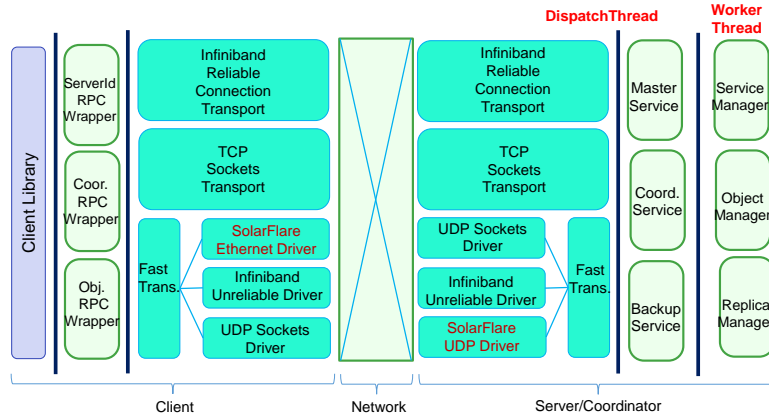 DispatchThread
Worker
Thread
Client Library
ServerId
RPC
Wrapper
Coor.
RPC
Wrapper
Obj.
RPC
Wrapper
Infiniband
Reliable
Connection
Transport
TCP
Sockets
Transport
Fast
Trans.
SolarFlare
Ethernet Driver
Infiniband
Unreliable Driver
UDP Sockets
Driver
Infiniband
Reliable
Connection
Transport
TCP
Sockets
Transport
UDP Sockets
Driver
Infiniband
Unreliable Driver
SolarFlare
UDP Driver
Fast
Trans.
Master
Service
Coord.
Service
Backup
Service
Service
Manager
Object
Manager
Replica
Manager
Client
Network
Server/Coordinator